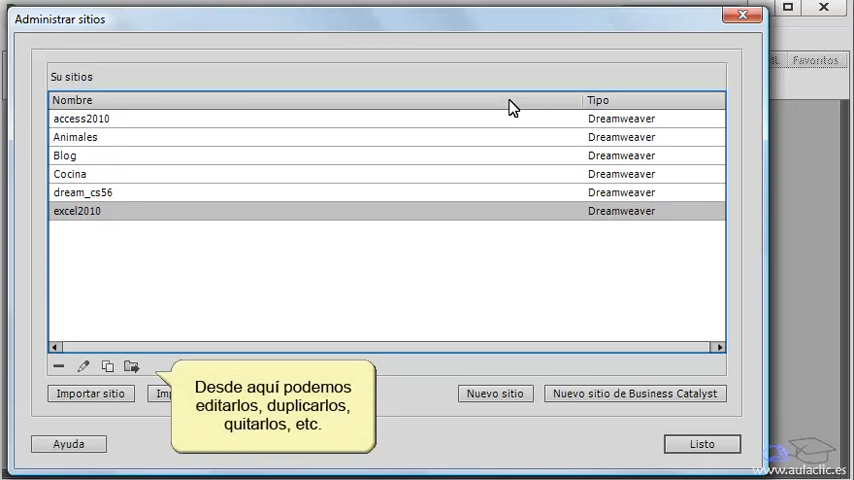 Administrar sitios
Favoritos
Su sitios
Nombre Tipo
access2010 Dreamweaver
Animales Dreamweaver
Blog Dreamweaver
Cocina Dreamweaver
dream_cs56 Dreamweaver
excel2010 Dreamweaver
Desde aquí podemos
editarlos, duplicarlos,
quitarlos, etc.
Importar sitio Nuevo sitio Nuevo sitio de Business Catalyst
Ayuda Listo
www.aulaclic.es